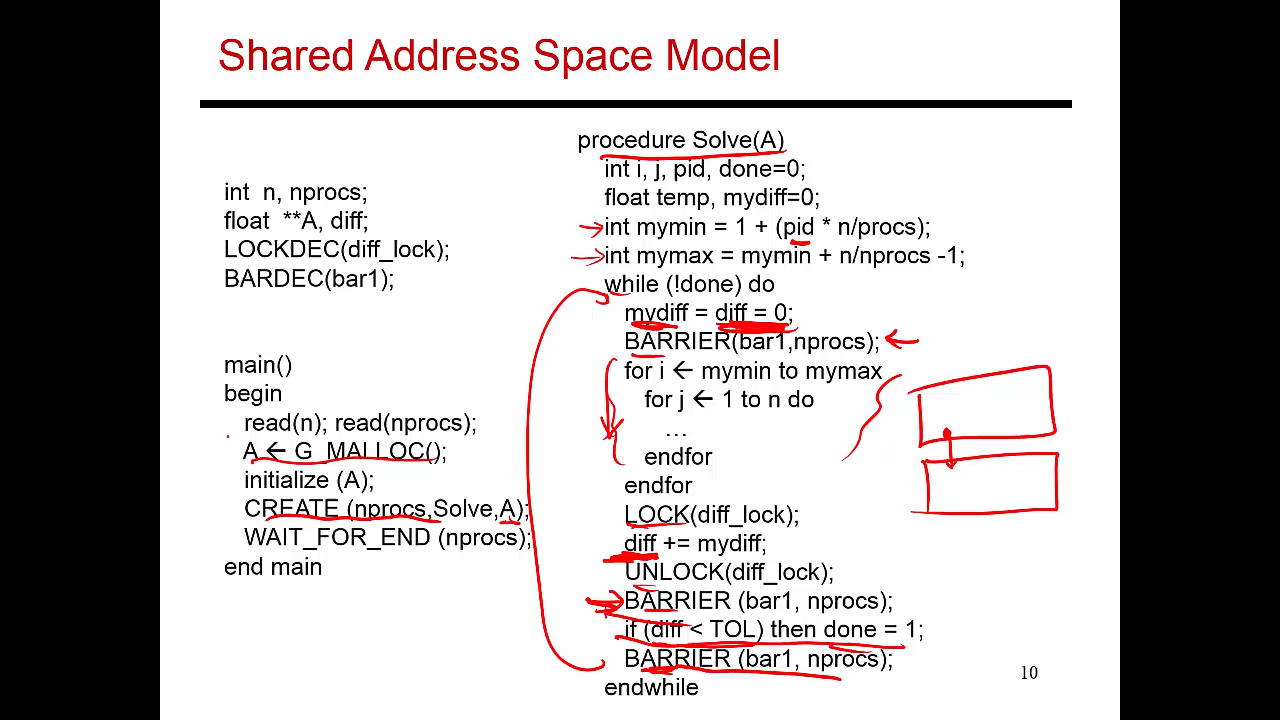 Shared Address Space Model
int n, nprocs;
float **A, diff;
LOCKDEC(diff_lock);
BARDEC(bar1);
main()
begin
read(n); read(nprocs);
A ← G_MALLOC();
initialize (A);
CREATE (nprocs,Solve,A);
WAIT_FOR_END (nprocs);
end main
procedure Solve(A)
int i, j, pid, done=0;
float temp, mydiff=0;
int mymin = 1 + (pid * n/procs);
int mymax = mymin + n/nprocs -1;
while (!done) do
mydiff = diff = 0;
BARRIER(bar1,nprocs);
for i ← mymin to mymax
for j ← 1 to n do
…
endfor
endfor
LOCK(diff_lock);
diff += mydiff;
UNLOCK(diff_lock);
BARRIER (bar1, nprocs);
if (diff < TOL) then done = 1;
BARRIER (bar1, nprocs);
endwhile
10